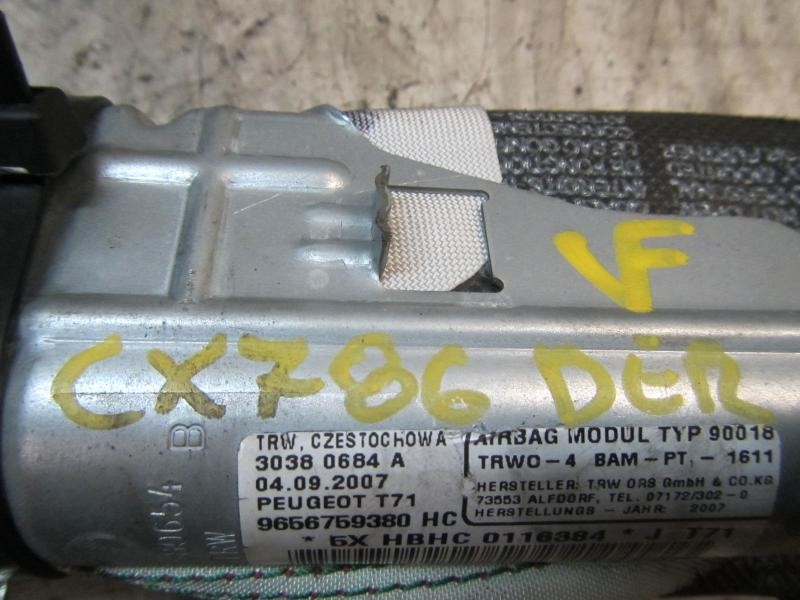 VF
CX786 DER
TRW, CZESTOCHOWA
3038 0684 A
04.09.2007
PEUGEOT T71
9656759380 HC
* 5X HBHC 0116384 * J T71
AIRBAG MODUL TYP 90018
TRWO-4 BAM-PT.-1611
HERSTELLER: TRW ORS GmbH & CO.KG
73553 ALFDORF, TEL. 07172/302-0
HERSTELLUNGS-JAHR: 2007
B
TRW